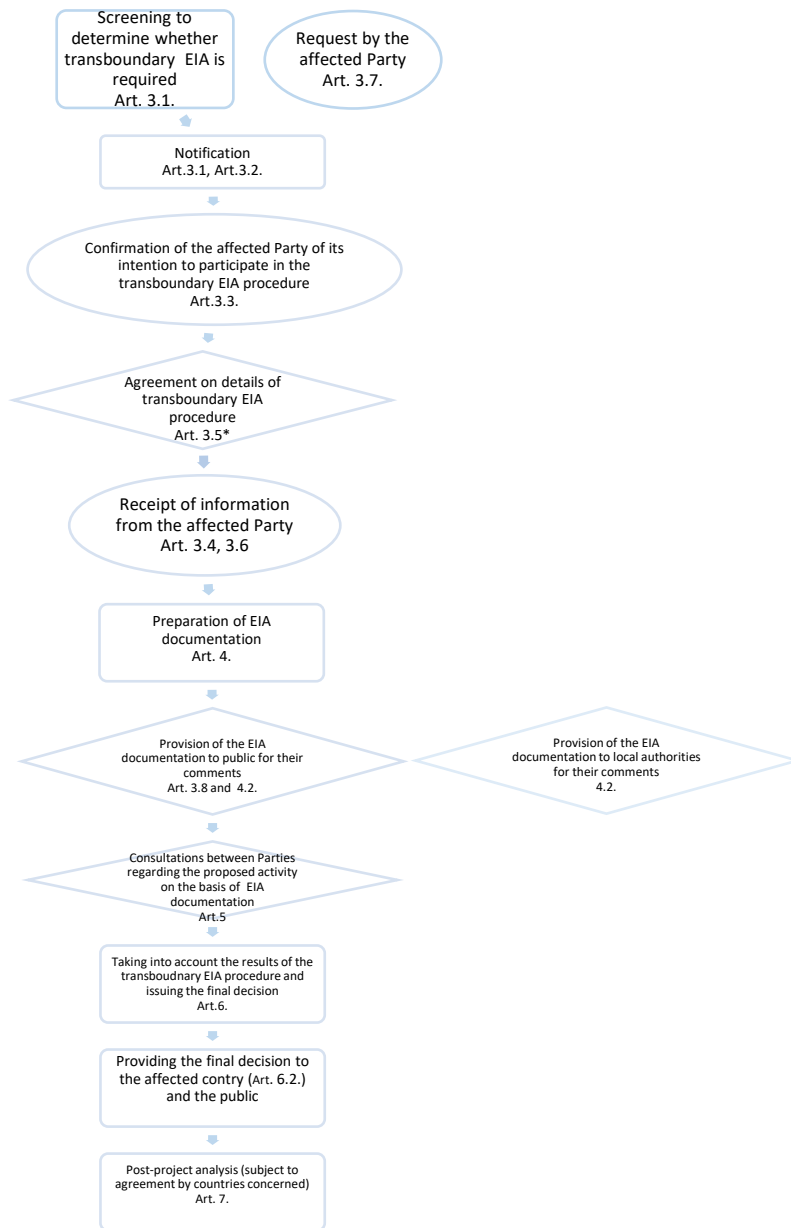 Screening to
determine whether
transboundary EIA is
required
Art. 3.1.
Request by the
affected Party
Art. 3.7.
Notification
Art.3.1, Art.3.2.
Confirmation of the affected Party of its
intention to participate in the
transboundary EIA procedure
Art.3.3.
Agreement on details of
transboundary EIA
procedure
Art. 3.5*
Receipt of information
from the affected Party
Art. 3.4, 3.6
Preparation of EIA
documentation
Art. 4.
Provision of the EIA
documentation to public for their
comments
Art. 3.8 and 4.2.
Provision of the EIA
documentation to local authorities
for their comments
4.2.
Consultations between Parties
regarding the proposed activity
on the basis of EIA
documentation
Art.5
Taking into account the results of the
transboudnary EIA procedure and
issuing the final decision
Art.6.
Providing the final decision to
the affected contry (Art. 6.2.)
and the public
Post-project analysis (subject to
agreement by countries concerned)
Art. 7.